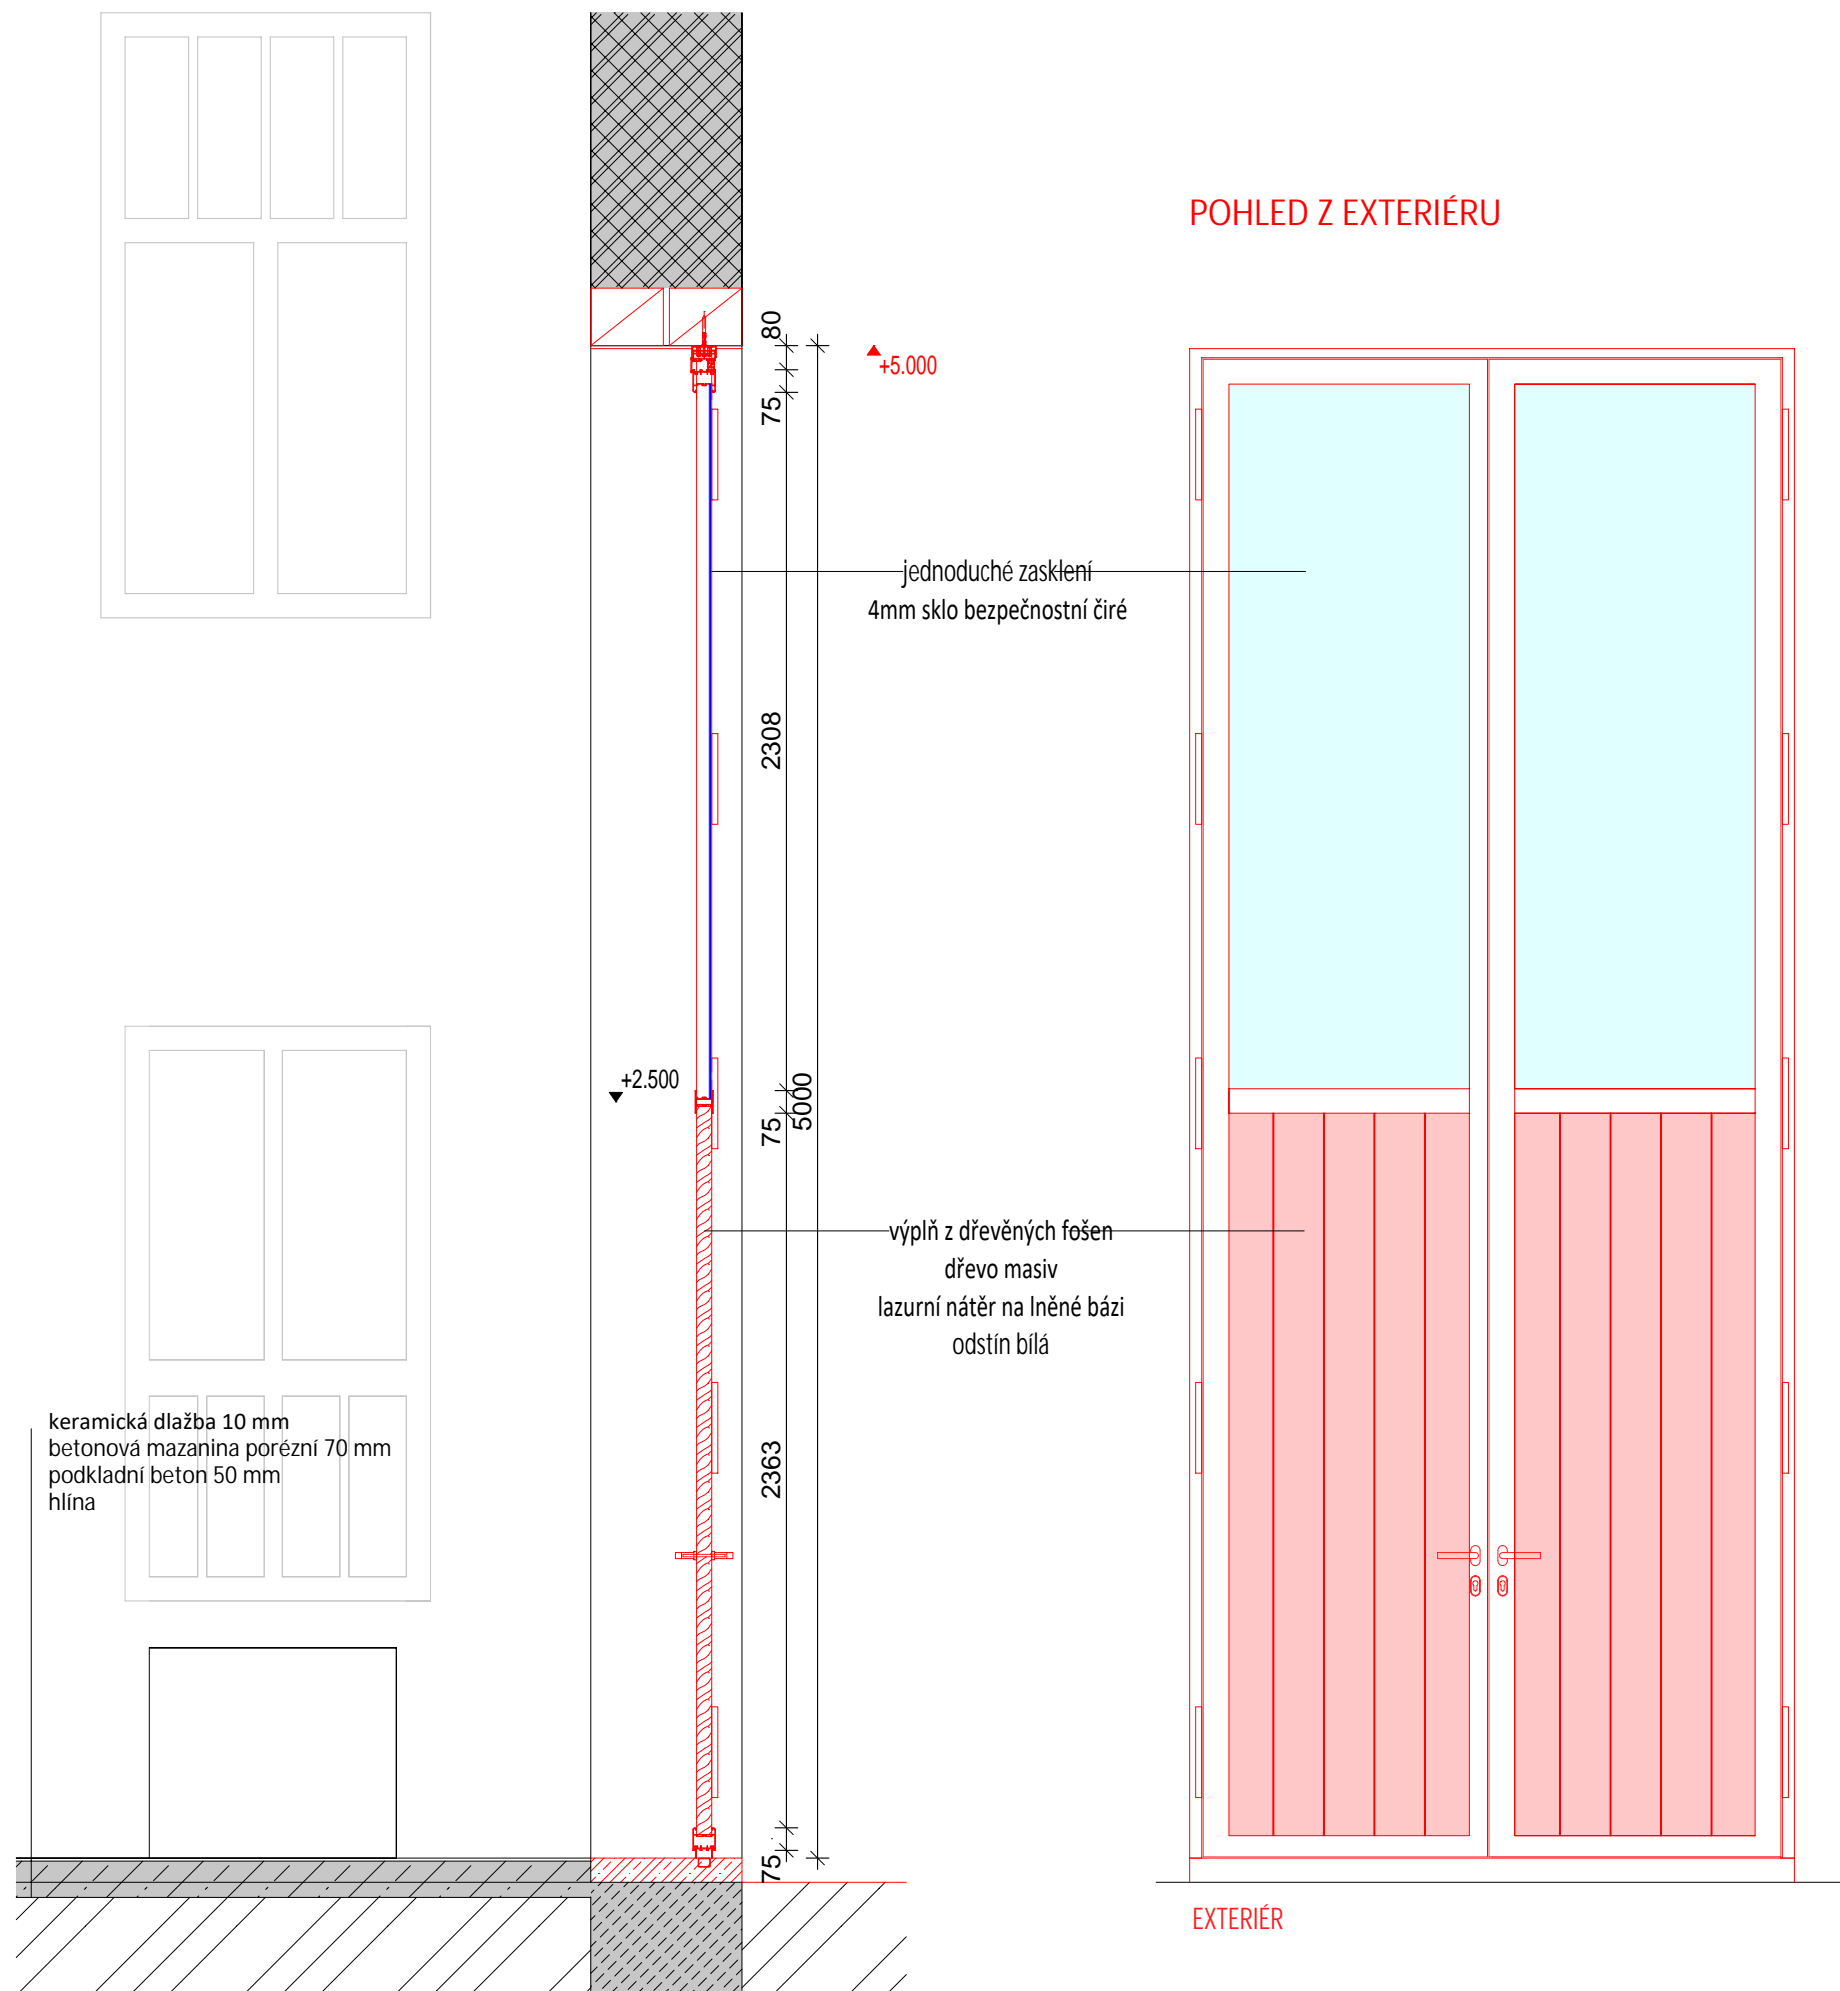 POHLED Z EXTERIÉRU
80
+5.000
75
jednoduché zasklení
4mm sklo bezpečnostní čiré
2308
+2.500
5000
75
výplň z dřevěných fošen
dřevo masiv
lazurní nátěr na lněné bázi
odstín bílá
keramická dlažba 10 mm
betonová mazanina porézní 70 mm
podkladní beton 50 mm
hlína
2363
75
EXTERIÉR